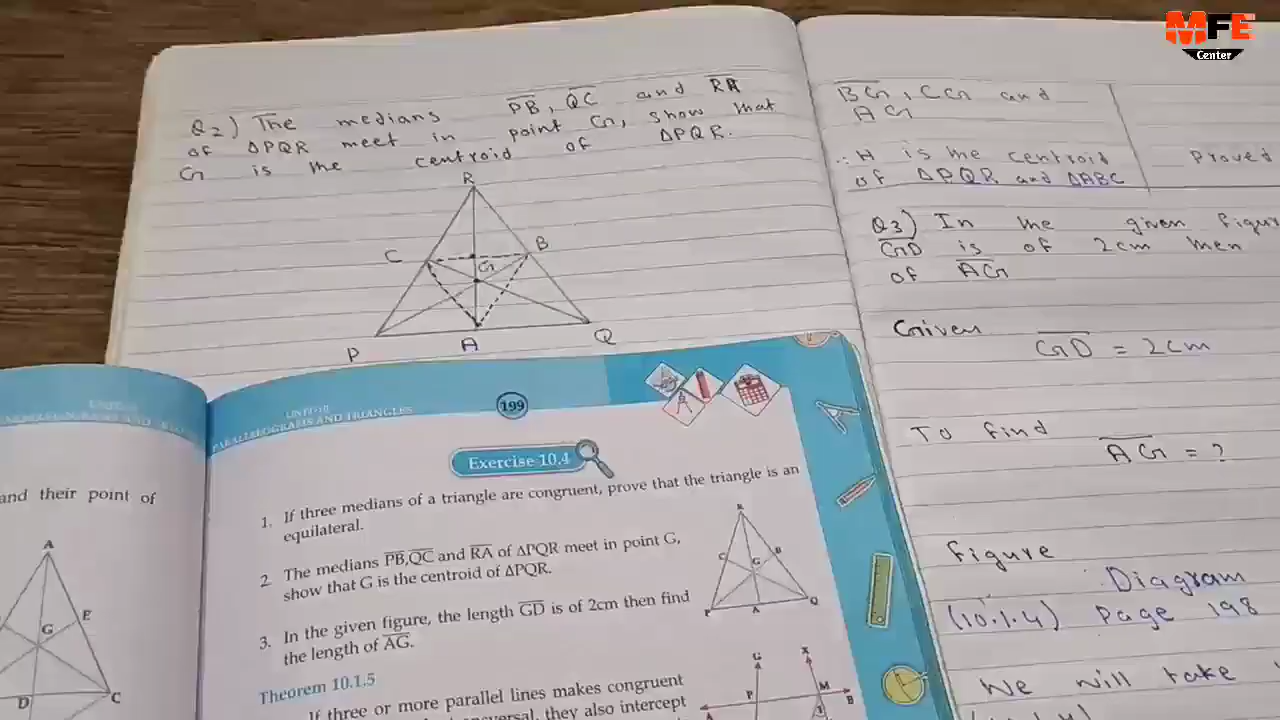 MFE
Center
Q2) The medians PB, QC and RA
of ΔPQR meet in point G, show that
G is the centroid of ΔPQR.
R
C
B
G
P
A
Q
BG, CG and
AG
∴ H is the centroid
of ΔPQR and ΔABC
Proved
Q3) In the given figur
GD is of 2cm then
of AG
Given
GD = 2cm
To find
AG = ?
Figure
Diagram
(10.1.4) Page 198
We will take
and their point of
A
E
G
D
C
UNIT-10
PARALLELOGRAMS AND TRIANGLES
199
Exercise 10.4
1. If three medians of a triangle are congruent, prove that the triangle is an
equilateral.
2. The medians PB,QC and RA of ΔPQR meet in point G,
show that G is the centroid of ΔPQR.
3. In the given figure, the length GD is of 2cm then find
the length of AG.
R
C
B
G
P
A
Q
Theorem 10.1.5
If three or more parallel lines makes congruent
they also intercept
G
X
P
M
A
B